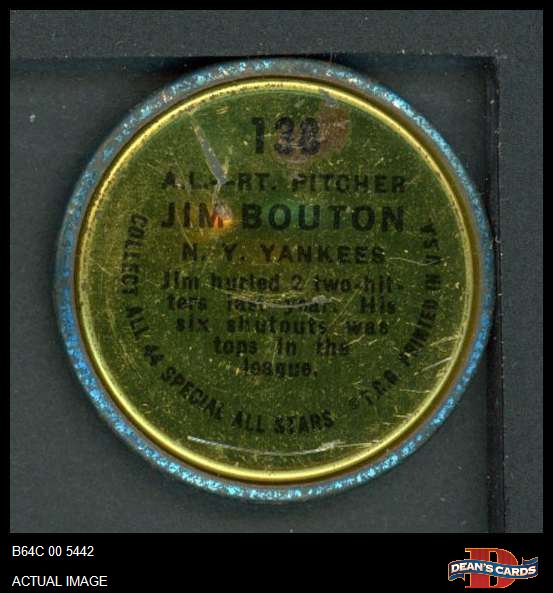 138
A.L.-RT. PITCHER
JIM BOUTON
N. Y. YANKEES
Jim hurled 2 two-hit-
ters last year. His
six shutouts was
tops in the
league.
COLLECT ALL 44 SPECIAL ALL STARS
© T.C.G. PRINTED IN U.S.A.
B64C 00 5442
ACTUAL IMAGE
D
DEAN'S CARDS